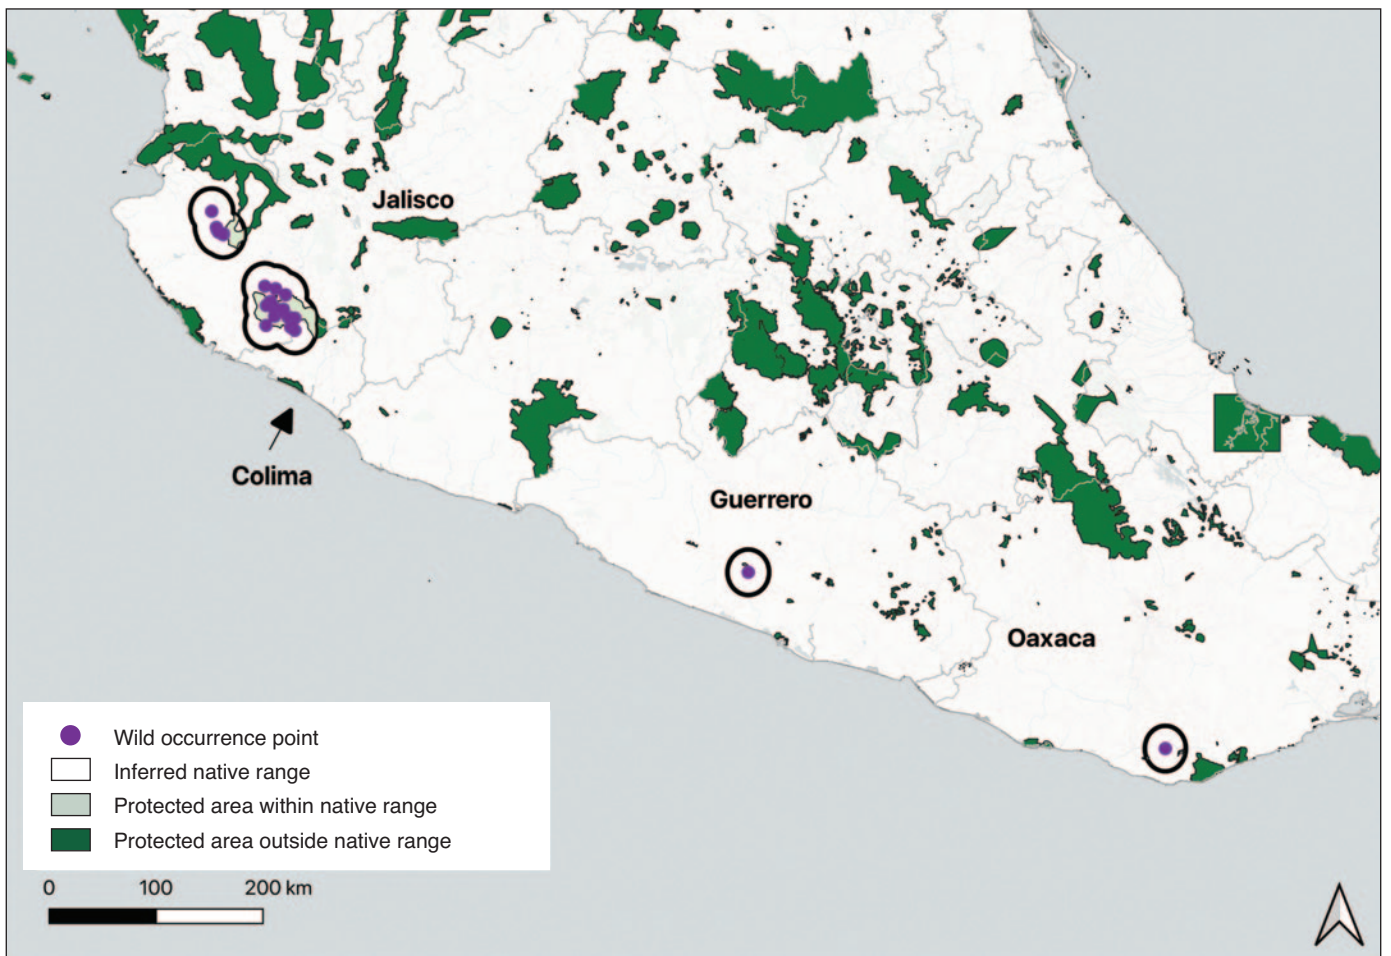 Jalisco
Colima
Guerrero
Oaxaca
Wild occurrence point
Inferred native range
Protected area within native range
Protected area outside native range
0 100 200 km